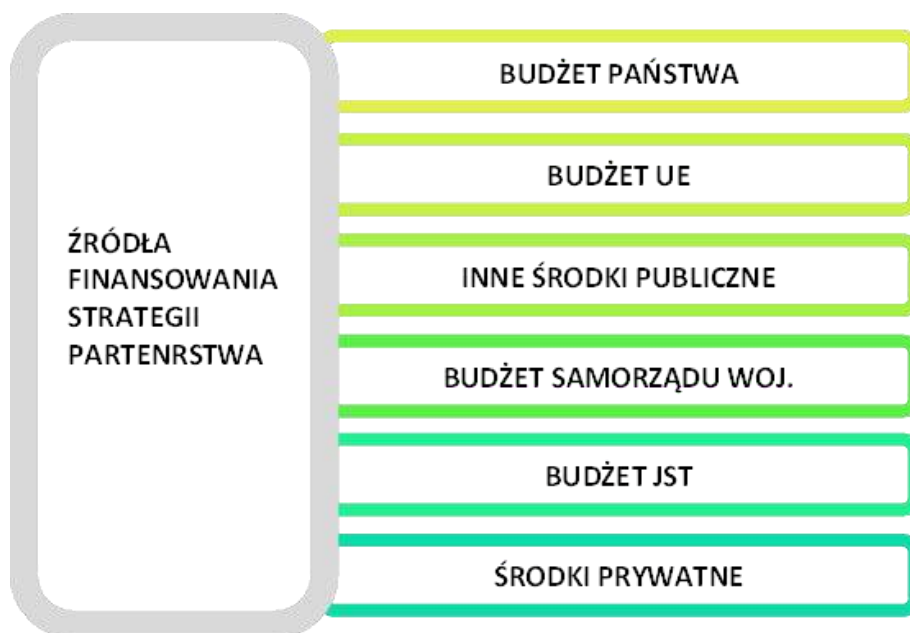 ŹRÓDŁA
FINANSOWANIA
STRATEGII
PARTENRSTWA
BUDŻET PAŃSTWA
BUDŻET UE
INNE ŚRODKI PUBLICZNE
BUDŻET SAMORZĄDU WOJ.
BUDŻET JST
ŚRODKI PRYWATNE